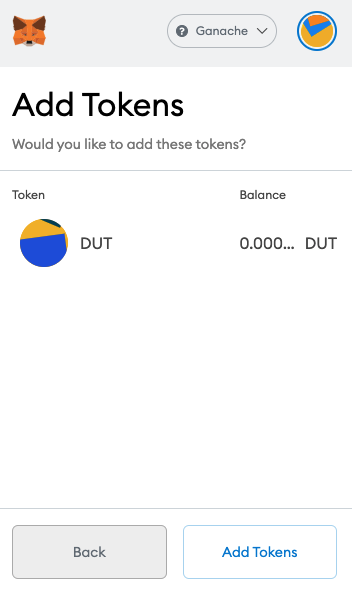 Ganache
Add Tokens
Would you like to add these tokens?
Token Balance
DUT 0.000... DUT
Back Add Tokens